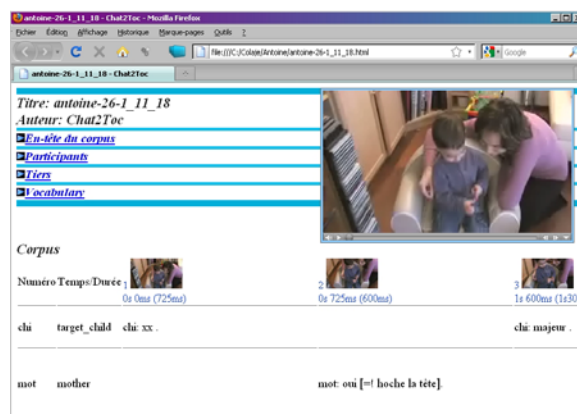 antoine-26-1_11_18 - Chat2Toc - Mozilla Firefox
Fichier Édition Affichage Historique Marque-pages Outils ?
file:///C:/Colaje/Antoine/antoine-26-1_11_18.html
Google
antoine-26-1_11_18 - Chat2Toc
Titre: antoine-26-1_11_18
Auteur: Chat2Toc
En-tête du corpus
Participants
Tiers
Vocabulary
Corpus
Numéro Temps/Durée 1 2 3
0s 0ms (725ms) 0s 725ms (600ms) 1s 600ms (1s30
chi target_child chi: xx . chi: majeur .
mot mother mot: oui [=! hoche la tête].